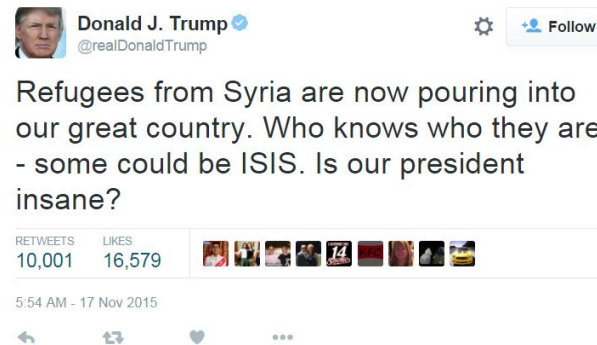 Donald J. Trump
@realDonaldTrump
Follow
Refugees from Syria are now pouring into
our great country. Who knows who they are
- some could be ISIS. Is our president
insane?
RETWEETS
LIKES
10,001
16,579
14
5:54 AM - 17 Nov 2015